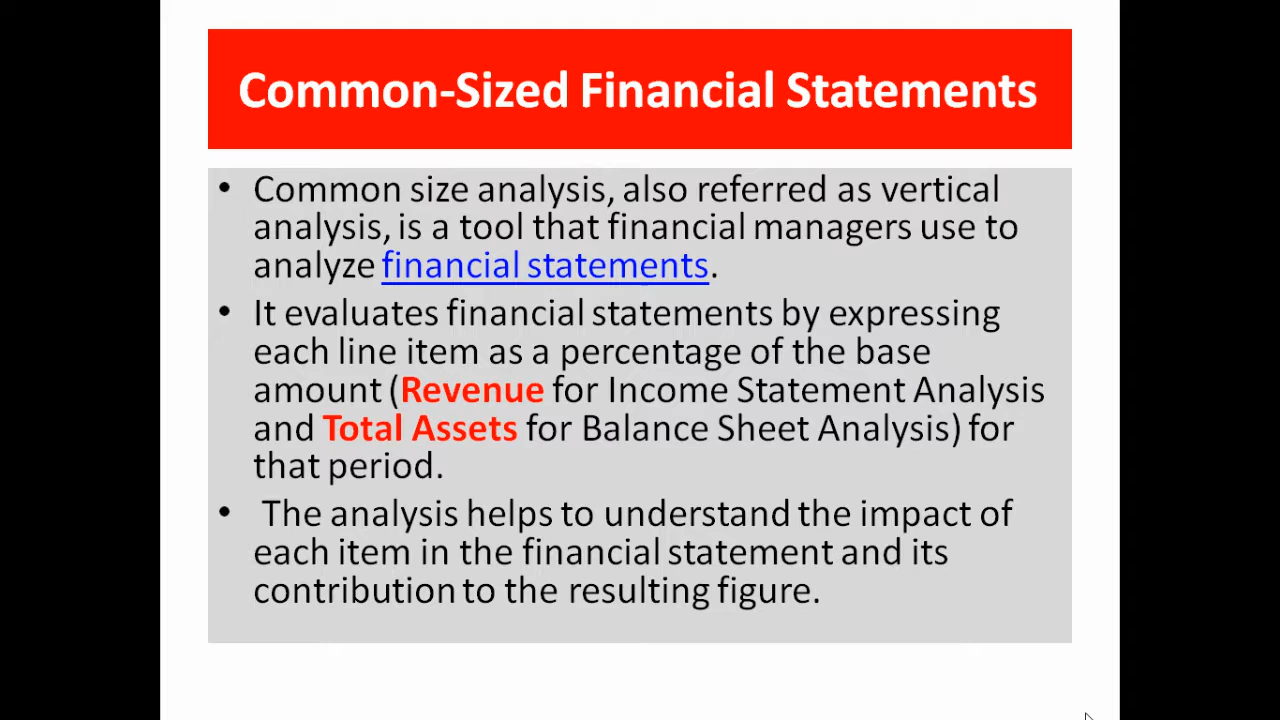 Common-Sized Financial Statements
• Common size analysis, also referred as vertical
analysis, is a tool that financial managers use to
analyze financial statements.
• It evaluates financial statements by expressing
each line item as a percentage of the base
amount (Revenue for Income Statement Analysis
and Total Assets for Balance Sheet Analysis) for
that period.
• The analysis helps to understand the impact of
each item in the financial statement and its
contribution to the resulting figure.